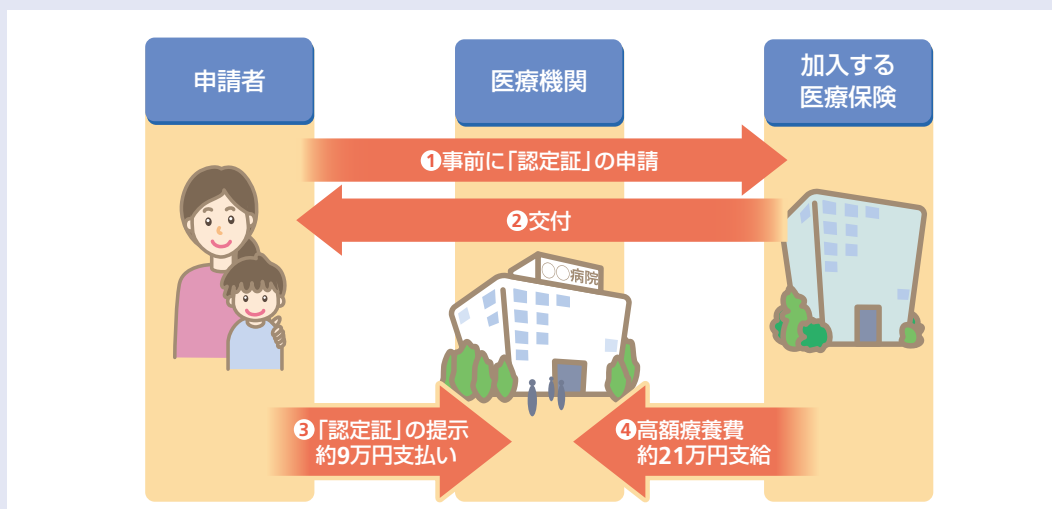 申請者
医療機関
加入する
医療保険
❶事前に「認定証」の申請
❷交付
〇〇病院
❸「認定証」の提示
約9万円支払い
❹高額療養費
約21万円支給